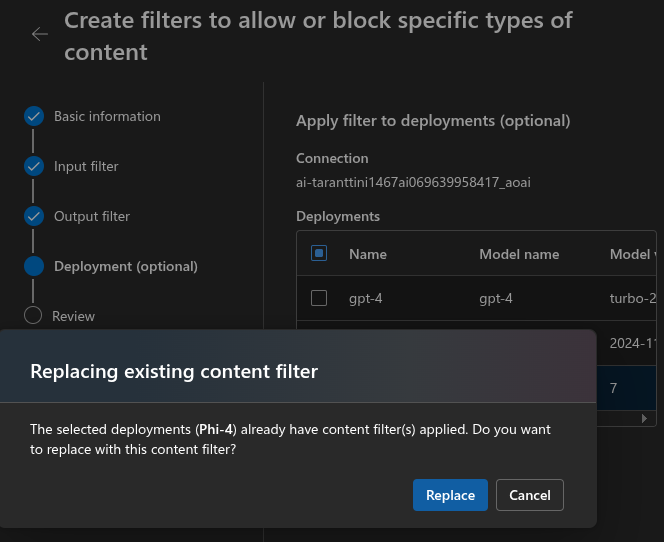 Create filters to allow or block specific types of
content
Basic information
Input filter
Output filter
Deployment (optional)
Review
Apply filter to deployments (optional)
Connection
ai-taranttini1467ai069639958417_aoai
Deployments
Name Model name Model
gpt-4 gpt-4 turbo-2
2024-11
7
Replacing existing content filter
The selected deployments (Phi-4) already have content filter(s) applied. Do you want
to replace with this content filter?
Replace Cancel